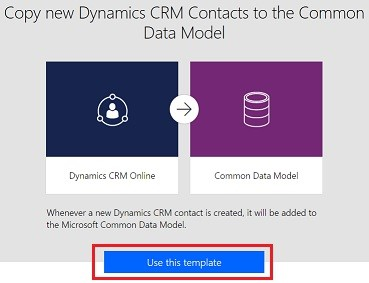 Copy new Dynamics CRM Contacts to the Common
Data Model
Dynamics CRM Online
Common Data Model
Whenever a new Dynamics CRM contact is created, it will be added to
the Microsoft Common Data Model.
Use this template